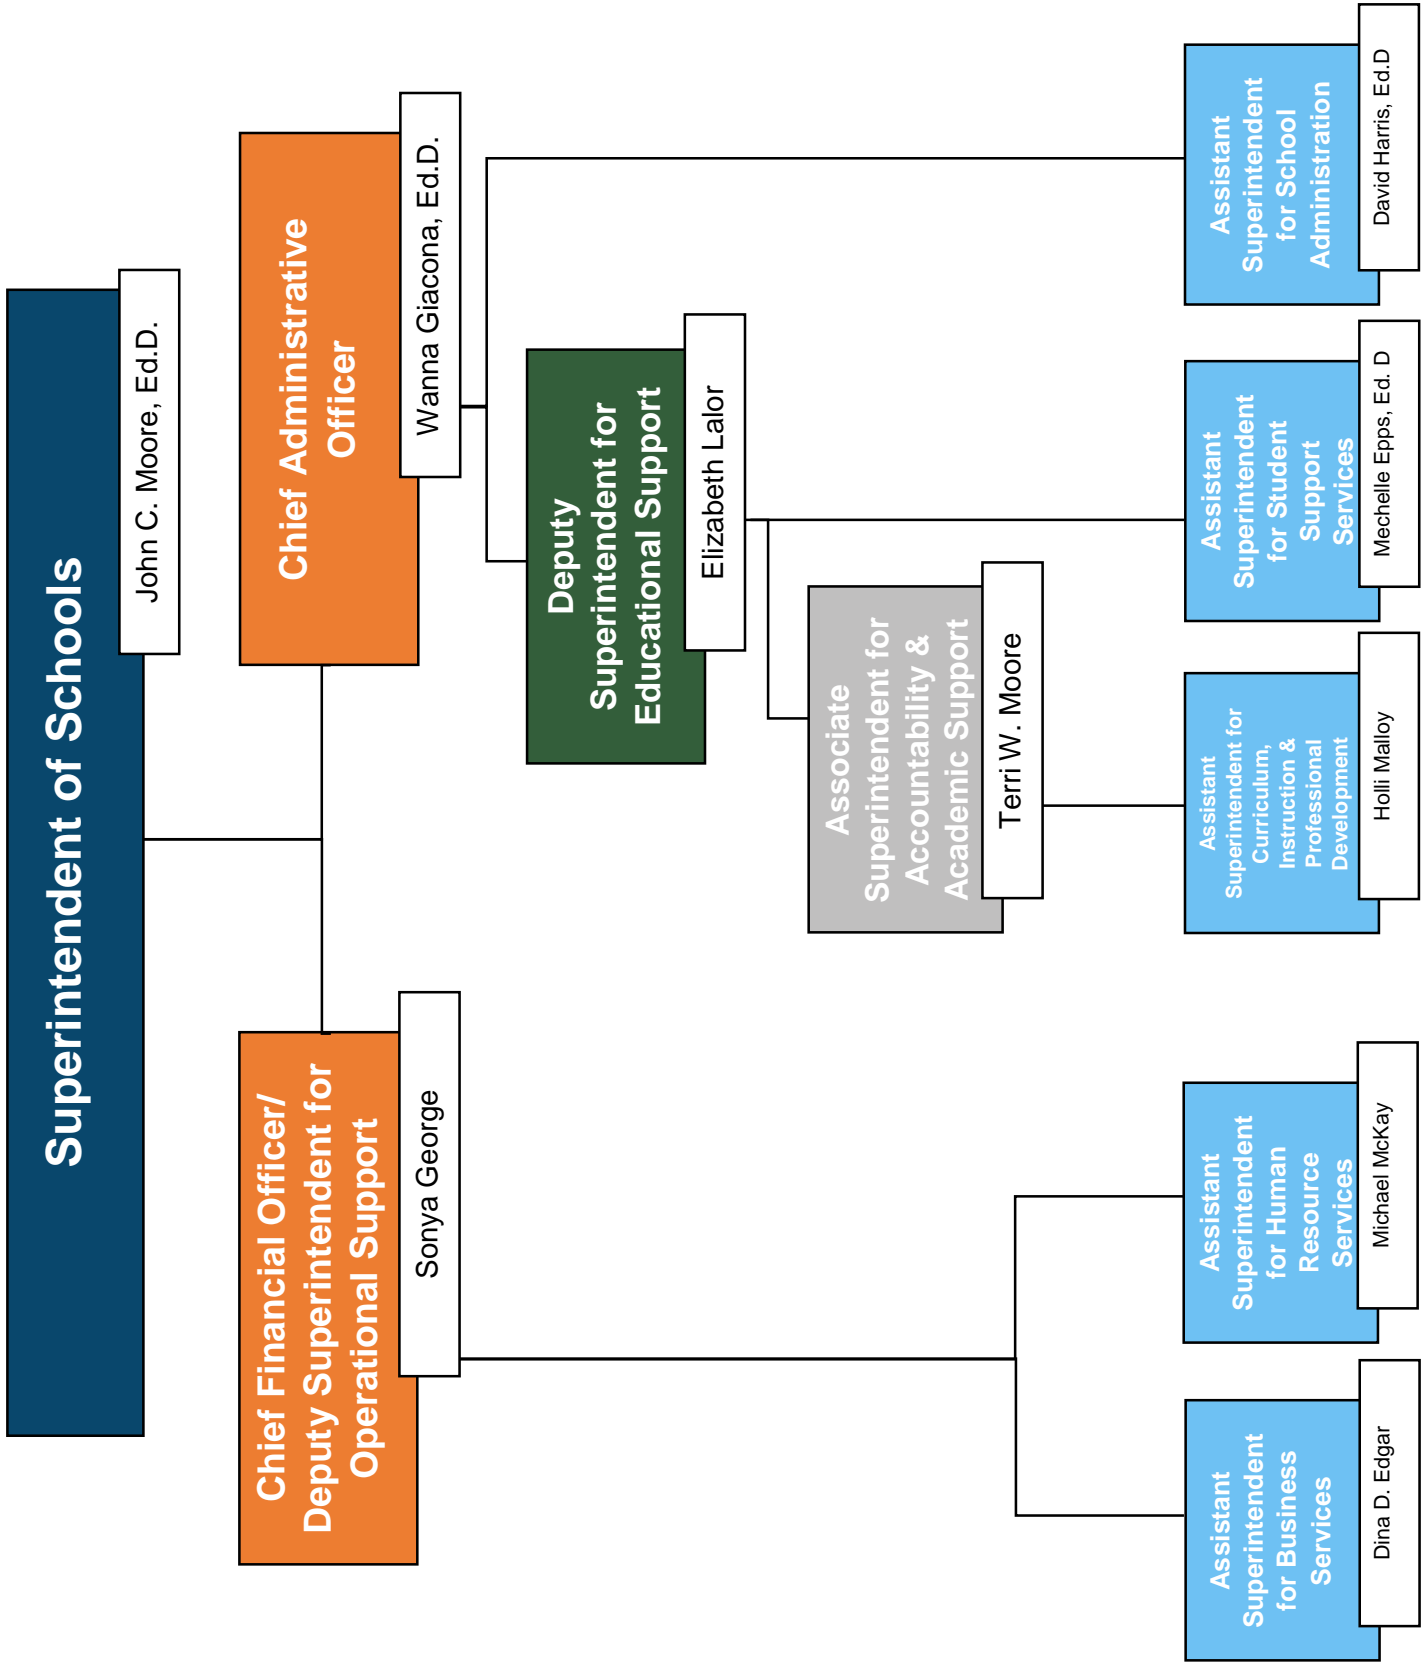 Superintendent of Schools
John C. Moore, Ed.D.
Chief Financial Officer/
Deputy Superintendent for
Operational Support
Sonya George
Chief Administrative
Officer
Wanna Giacona, Ed.D.
Deputy
Superintendent for
Educational Support
Elizabeth Lalor
Associate
Superintendent for
Accountability &
Academic Support
Terri W. Moore
Assistant
Superintendent
for Business
Services
Dina D. Edgar
Assistant
Superintendent
for Human
Resource
Services
Michael McKay
Assistant
Superintendent for
Curriculum,
Instruction &
Professional
Development
Holli Malloy
Assistant
Superintendent
for Student
Support
Services
Mechelle Epps, Ed. D
Assistant
Superintendent
for School
Administration
David Harris, Ed.D